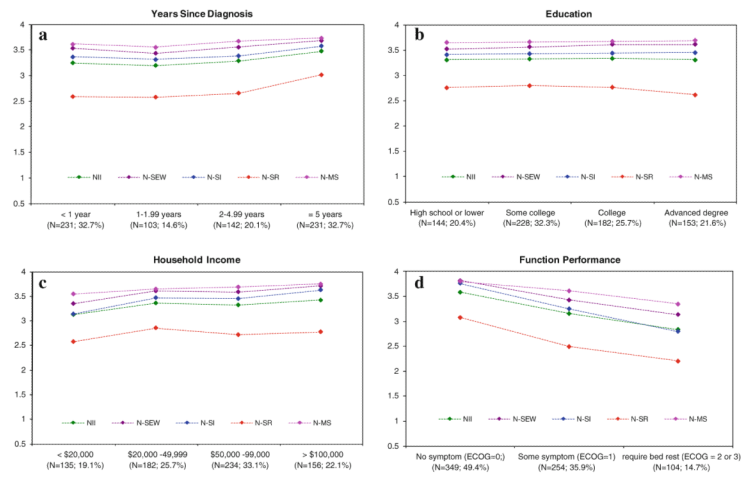 Years Since Diagnosis
a
4
3.5
3
2.5
2
1.5
1
0.5
NII N-SEW N-SI N-SR N-MS
< 1 year 1-1.99 years 2-4.99 years = 5 years
(N=231; 32.7%) (N=103; 14.6%) (N=142; 20.1%) (N=231; 32.7%)
Education
b
4
3.5
3
2.5
2
1.5
1
0.5
NII N-SEW N-SI N-SR N-MS
High school or lower Some college College Advanced degree
(N=144; 20.4%) (N=228; 32.3%) (N=182; 25.7%) (N=153; 21.6%)
Household Income
c
4
3.5
3
2.5
2
1.5
1
0.5
NII N-SEW N-SI N-SR N-MS
< $20,000 $20,000 -49,999 $50,000 -99,000 > $100,000
(N=135; 19.1%) (N=182; 25.7%) (N=234; 33.1%) (N=156; 22.1%)
Function Performance
d
4
3.5
3
2.5
2
1.5
1
0.5
NII N-SEW N-SI N-SR N-MS
No symptom (ECOG=0;) Some symptom (ECOG=1) require bed rest (ECOG = 2 or 3)
(N=349; 49.4%) (N=254; 35.9%) (N=104; 14.7%)